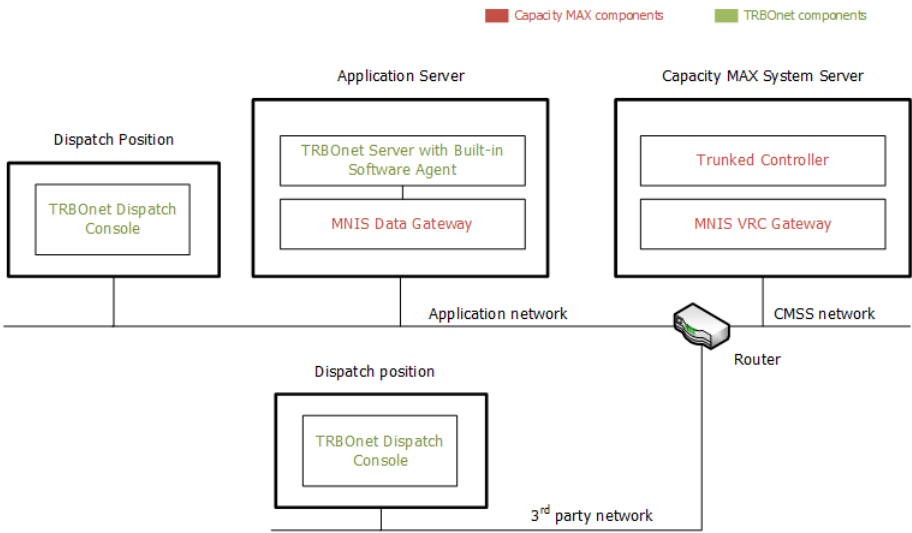 Capacity MAX components
TRBOnet components
Application Server
Capacity MAX System Server
Dispatch Position
TRBOnet Server with Built-in
Software Agent
Trunked Controller
TRBOnet Dispatch
Console
MNIS Data Gateway
MNIS VRC Gateway
Application network
CMSS network
Router
Dispatch position
TRBOnet Dispatch
Console
3rd party network